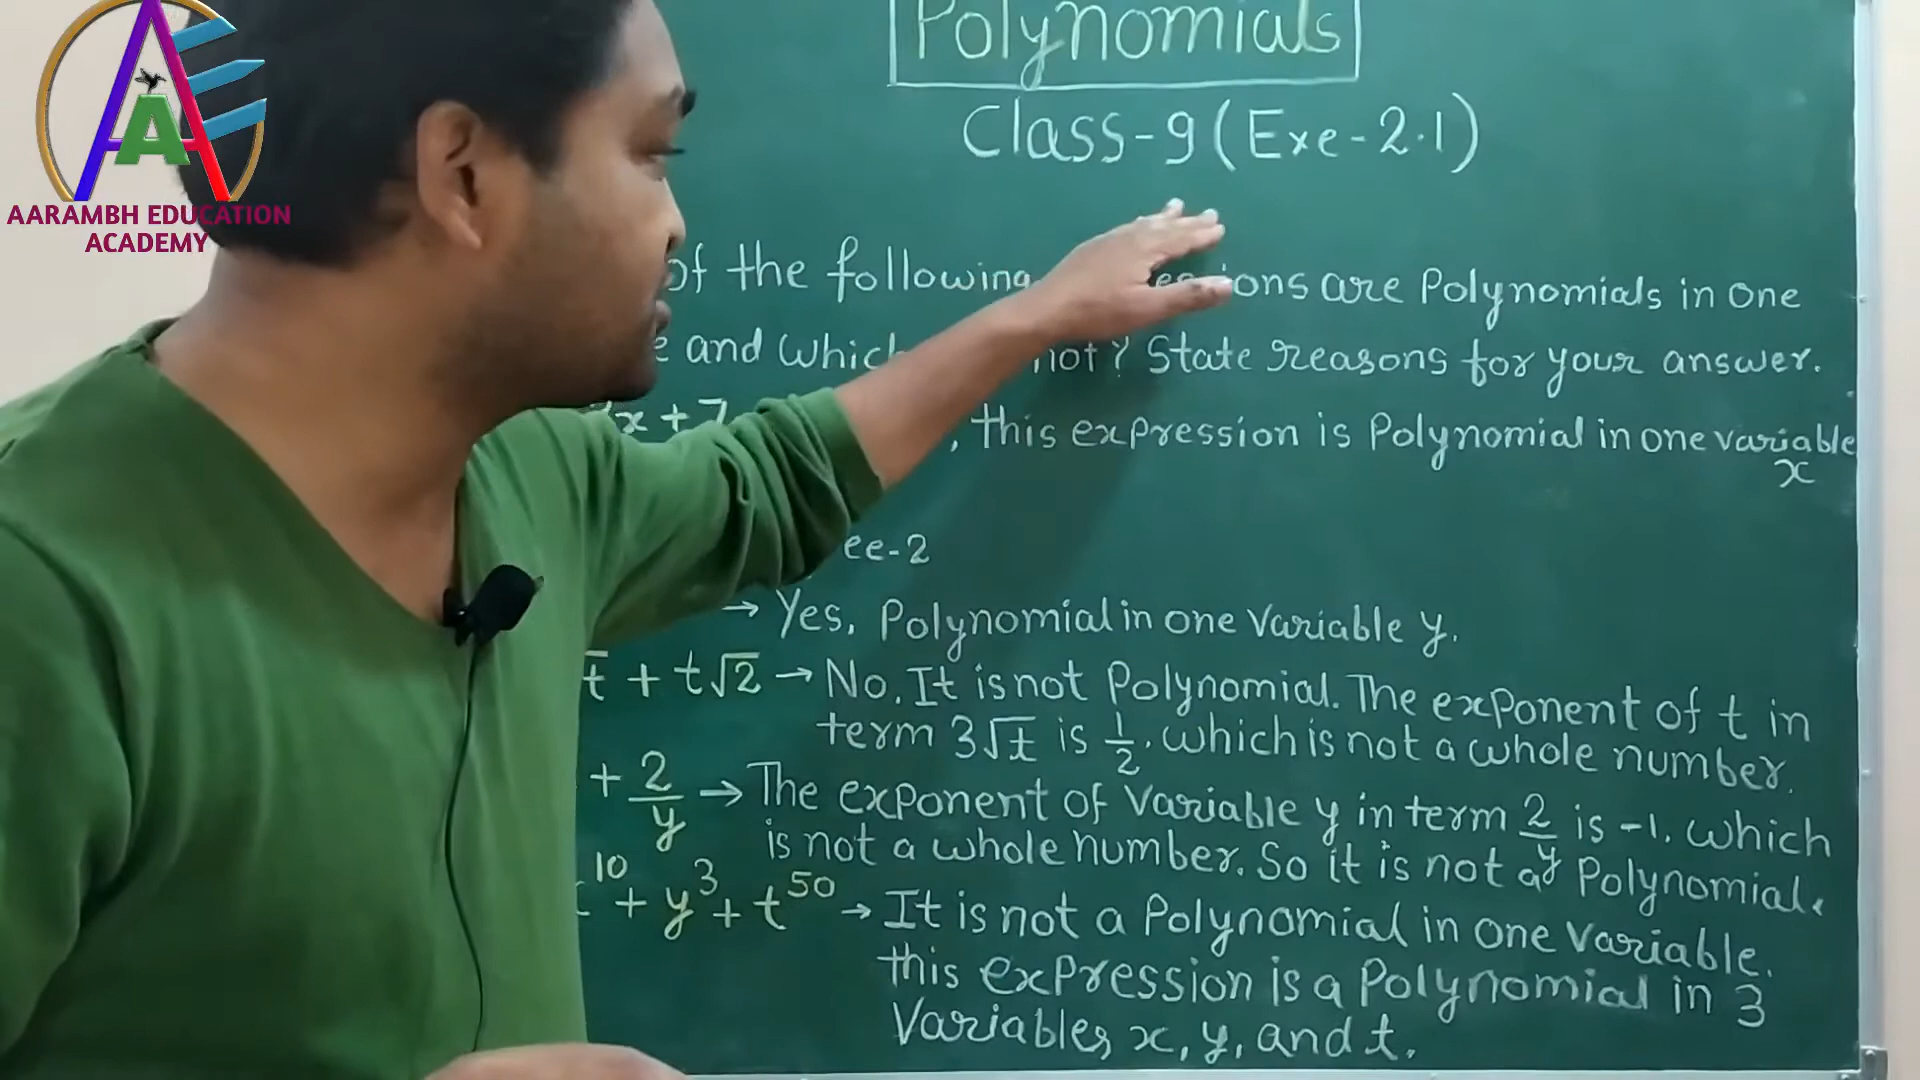 AARAMBH EDUCATION
ACADEMY
Polynomials
Class-9 (Exe-2.1)
of the following are Polynomials in one
and which not? State reasons for your answer.
x + 7 , this expression is Polynomial in one variable
x
ee-2
→ Yes, Polynomial in one variable y.
+ t√2 → No. It is not Polynomial. The exponent of t in
term 3√t is 1/2. which is not a whole number.
+ 2/y → The exponent of variable y in term 2/y is -1. which
is not a whole number. So it is not a Polynomial.
10 + y³ + t⁵⁰ → It is not a Polynomial in one variable.
this expression is a Polynomial in 3
variables x, y, and t.